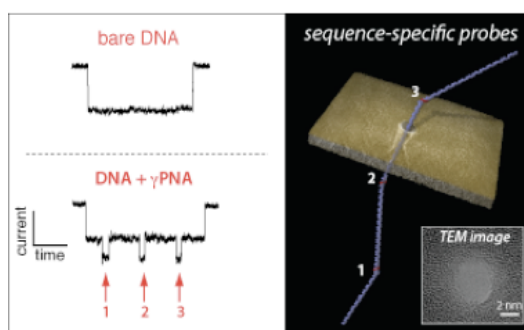 bare DNA
DNA + γPNA
current
time
1 2 3
sequence-specific probes
3
2
1
TEM image
2 nm